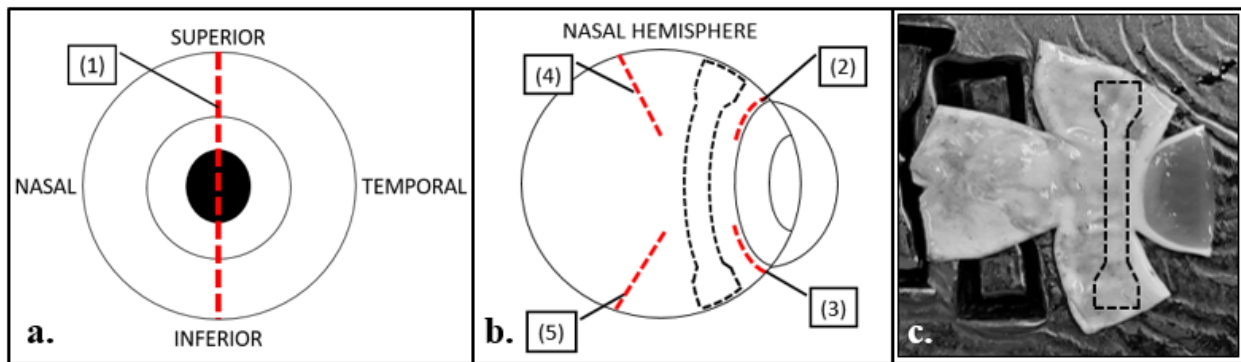 SUPERIOR
(1)
NASAL
TEMPORAL
INFERIOR
a.
NASAL HEMISPHERE
(4)
(2)
(5)
(3)
b.
c.